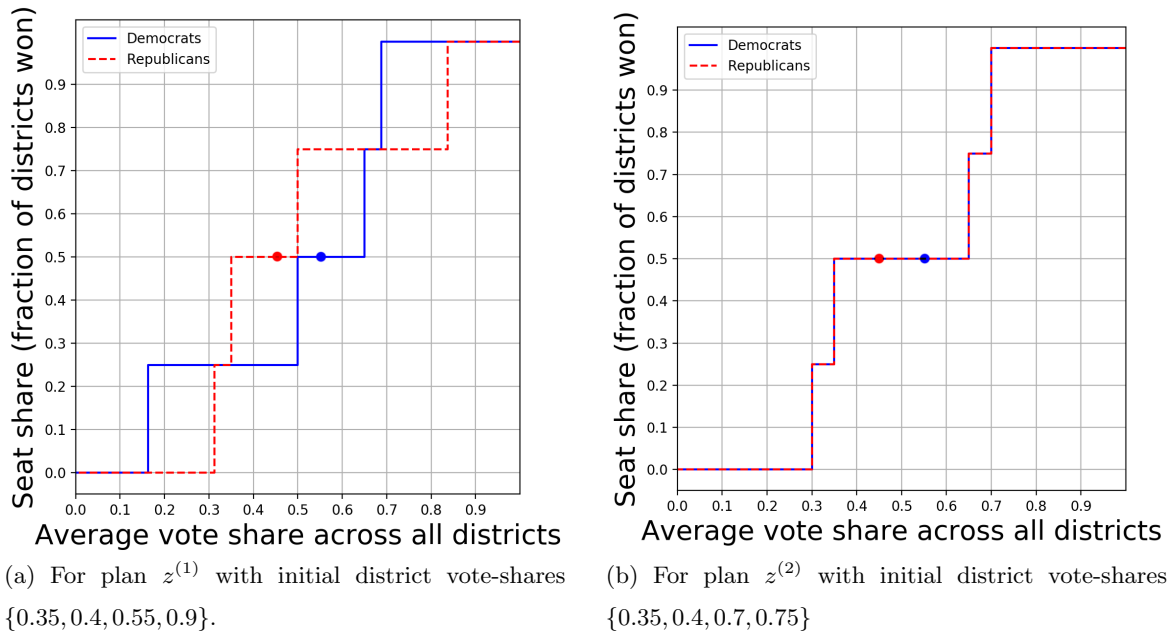 Democrats
Republicans
Seat share (fraction of districts won)
0.9
0.8
0.7
0.6
0.5
0.4
0.3
0.2
0.1
0.0
0.0 0.1 0.2 0.3 0.4 0.5 0.6 0.7 0.8 0.9
Average vote share across all districts
(a) For plan z^{(1)} with initial district vote-shares
{0.35, 0.4, 0.55, 0.9}.
Democrats
Republicans
Seat share (fraction of districts won)
0.9
0.8
0.7
0.6
0.5
0.4
0.3
0.2
0.1
0.0
0.0 0.1 0.2 0.3 0.4 0.5 0.6 0.7 0.8 0.9
Average vote share across all districts
(b) For plan z^{(2)} with initial district vote-shares
{0.35, 0.4, 0.7, 0.75}